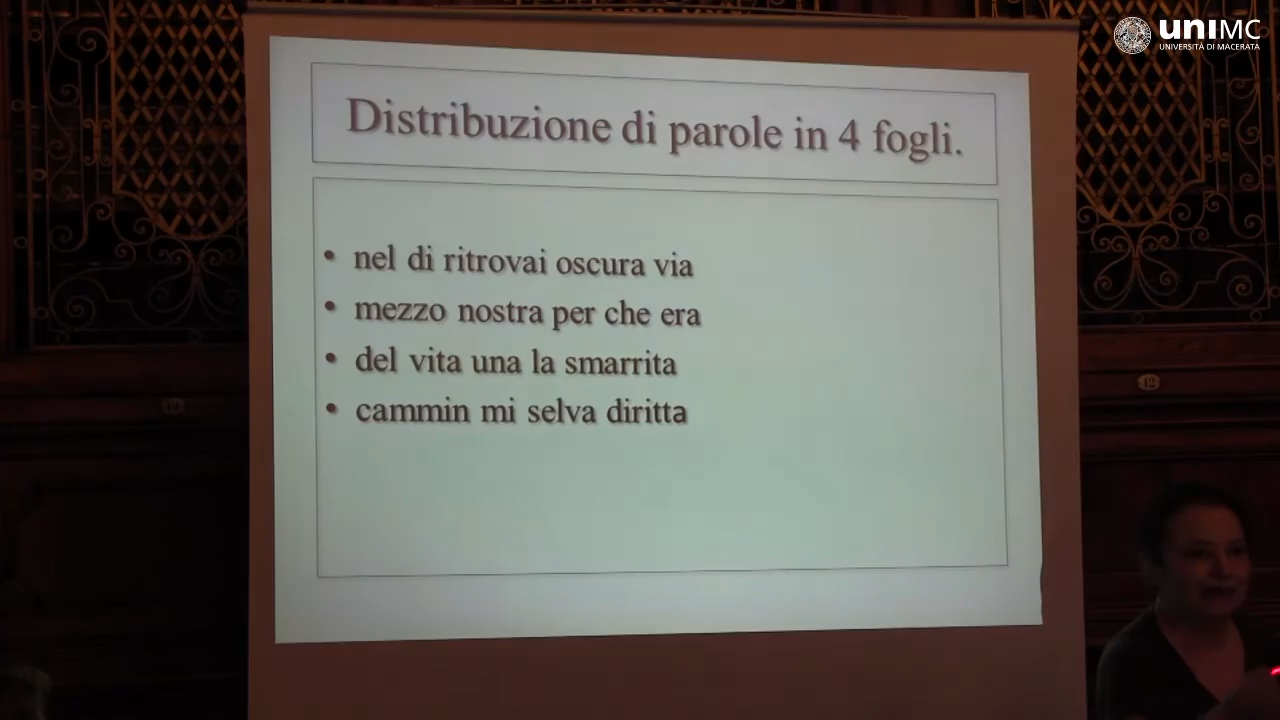 unIMC
UNIVERSITÀ DI MACERATA
Distribuzione di parole in 4 fogli.
• nel di ritrovai oscura via
• mezzo nostra per che era
• del vita una la smarrita
• cammin mi selva diritta
12